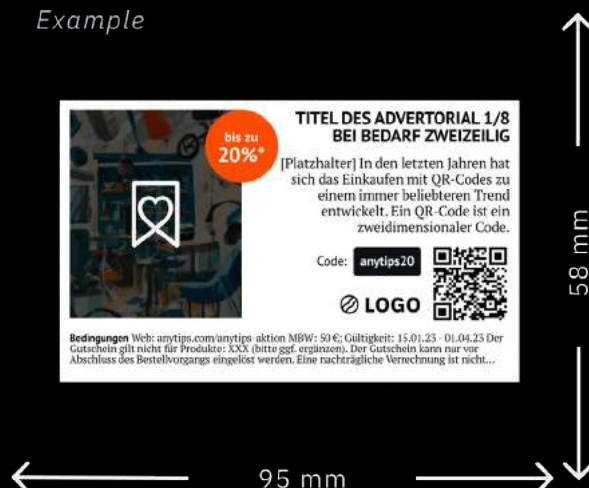 Example
bis zu
20%*
TITEL DES ADVERTORIAL 1/8
BEI BEDARF ZWEIZEILIG
[Platzhalter] In den letzten Jahren hat
sich das Einkaufen mit QR-Codes zu
einem immer beliebteren Trend
entwickelt. Ein QR-Code ist ein
zweidimensionaler Code.
Code: anytips20
LOGO
Bedingungen Web: anytips.com/anytips-aktion MBW: 50 €; Gültigkeit: 15.01.23 - 01.04.23 Der
Gutschein gilt nicht für Produkte: XXX (bitte ggf. ergänzen). Der Gutschein kann nur vor
Abschluss des Bestellvorgangs eingelöst werden. Eine nachträgliche Verrechnung ist nicht...
58 mm
95 mm